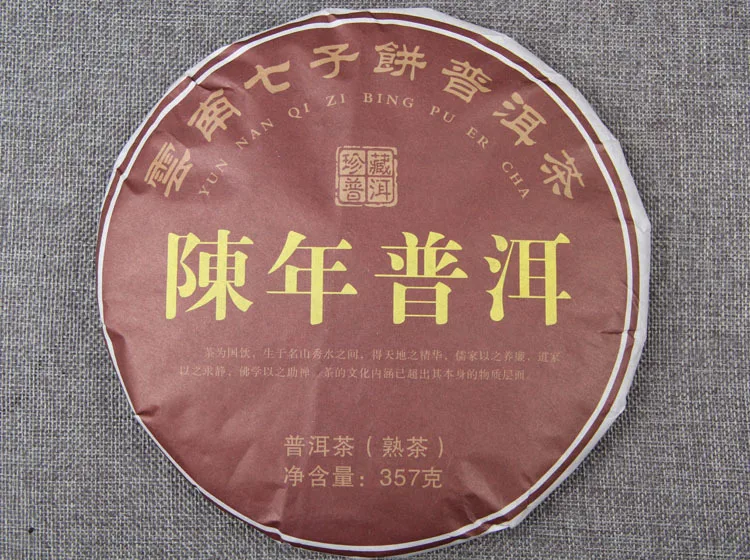 雲南七子餅普洱茶
YUN NAN QI ZI BING PU ER CHA
珍藏
普洱
陳年普洱
茶为国饮，生于名山秀水之间，得天地之精华，儒家以之养廉，道家
以之求静，佛学以之助禅，茶的文化内涵已超出其本身的物质层面。
普洱茶（熟茶）
净含量：357克